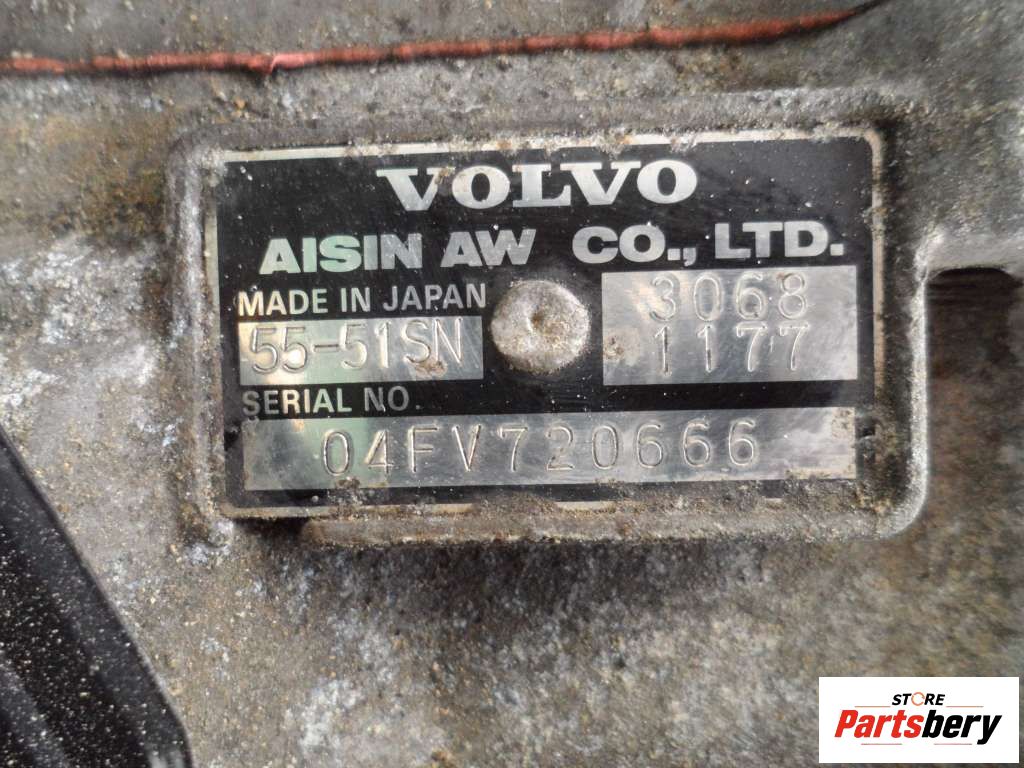 VOLVO
AISIN AW CO., LTD.
MADE IN JAPAN 3068
55-51SN 1177
SERIAL NO.
04FV720666
STORE
Partsbery